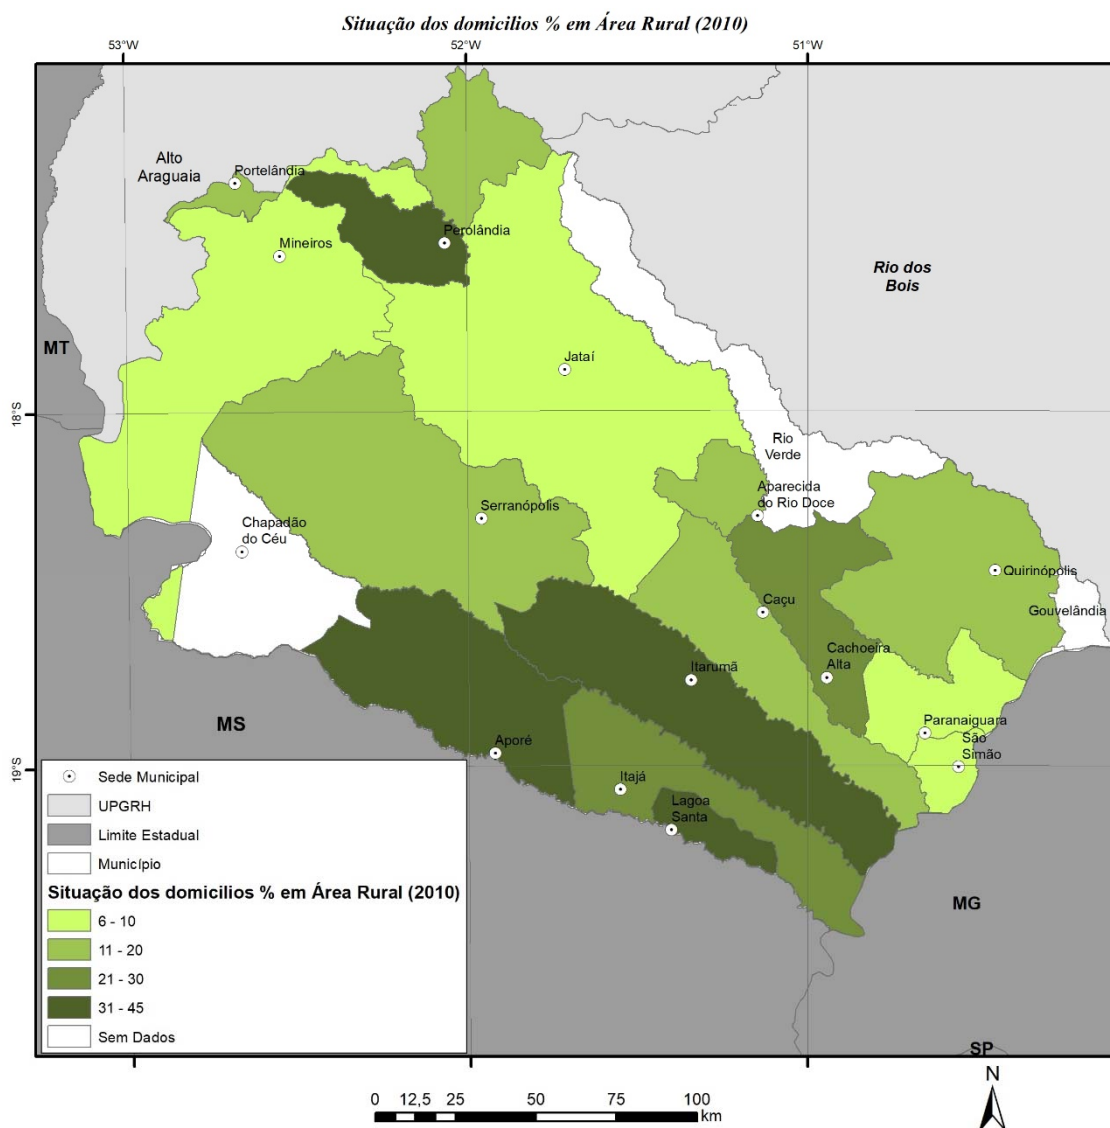 Situação dos domicilios % em Área Rural (2010)
53°W
52°W
51°W
Alto
Araguaia
Portelândia
Mineiros
Perolândia
Rio dos
Bois
MT
Jataí
18°S
Rio
Verde
Aparecida
do Rio Doce
Serranópolis
Chapadão
do Céu
Quirinópolis
Gouvelândia
Caçu
Cachoeira
Alta
Itarumã
MS
Paranaiguara
São
Simão
Aporé
19°S
Itajá
Lagoa
Santa
Sede Municipal
UPGRH
Limite Estadual
Município
Situação dos domicilios % em Área Rural (2010)
6 - 10
11 - 20
21 - 30
31 - 45
Sem Dados
MG
SP
N
0 12,5 25 50 75 100
km